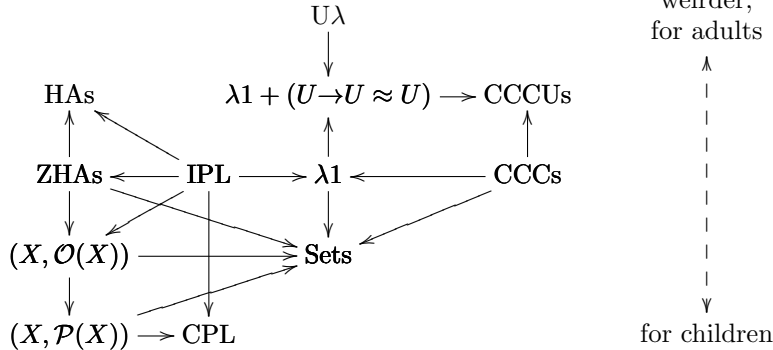 weirder,
Uλ
for adults
HAs λ1 + (U→U ≈ U) CCCUs
ZHAs IPL λ1 CCCs
(X, 𝒪(X)) Sets
(X, 𝒫(X)) CPL for children